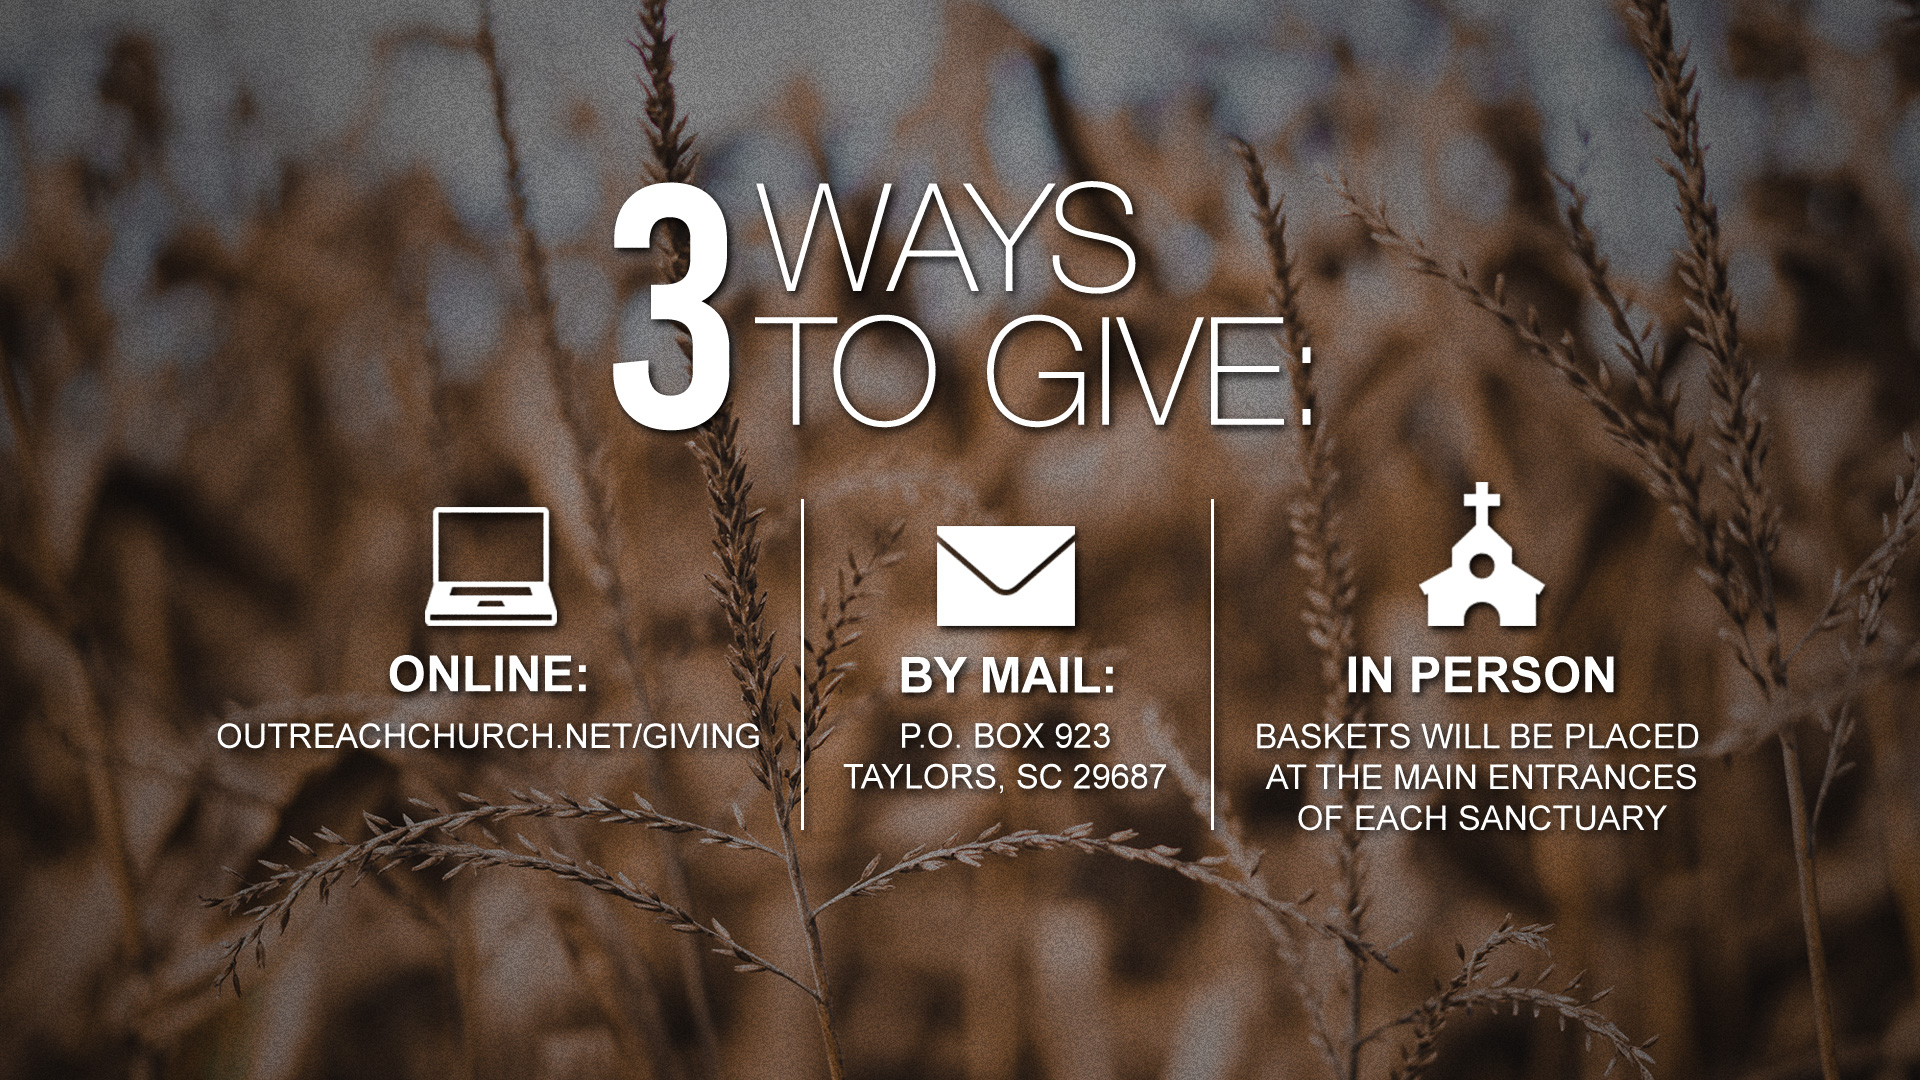 3 WAYS
TO GIVE:
ONLINE:
OUTREACHCHURCH.NET/GIVING
BY MAIL:
P.O. BOX 923
TAYLORS, SC 29687
IN PERSON
BASKETS WILL BE PLACED
AT THE MAIN ENTRANCES
OF EACH SANCTUARY